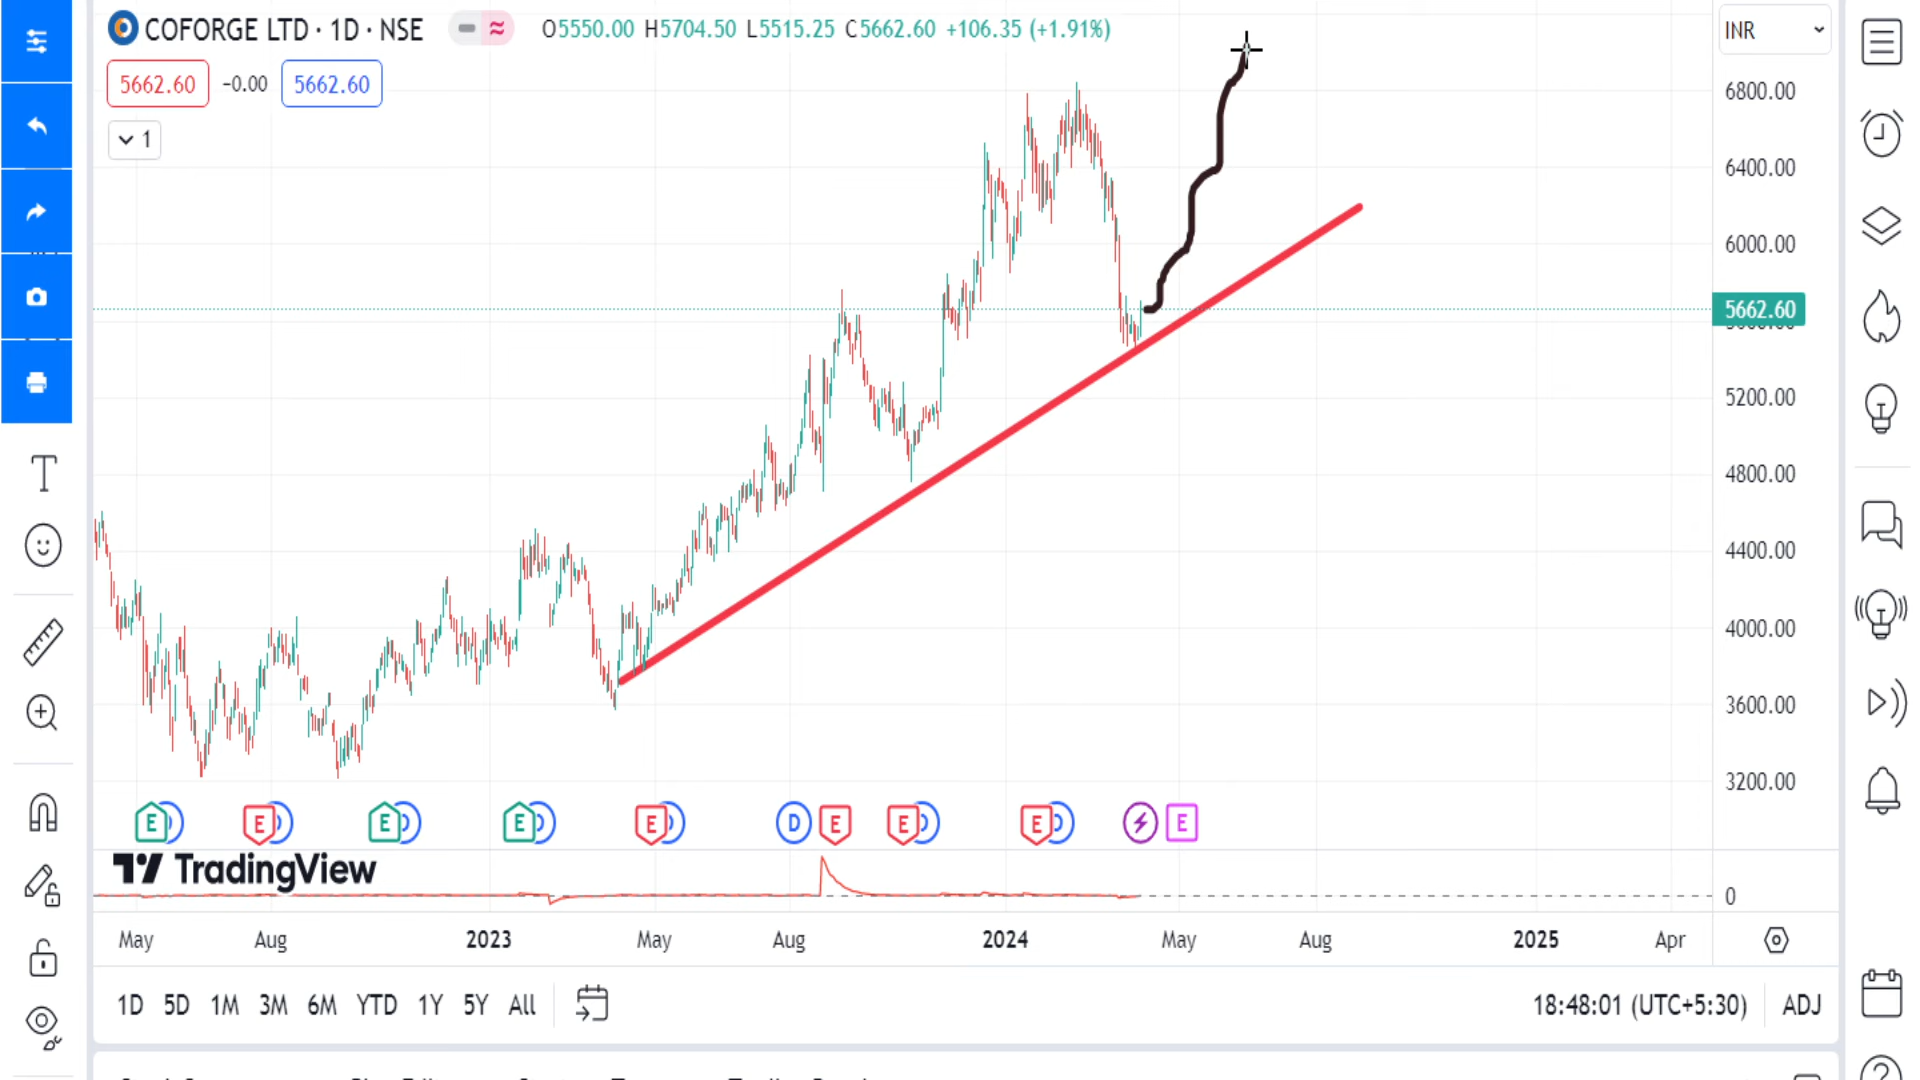 COFORGE LTD · 1D · NSE
O5550.00 H5704.50 L5515.25 C5662.60 +106.35 (+1.91%)
INR
5662.60 −0.00 5662.60
1
6800.00
6400.00
6000.00
5662.60
5200.00
4800.00
4400.00
4000.00
3600.00
3200.00
E E E E E D E E E E
TradingView
0
May Aug 2023 May Aug 2024 May Aug 2025 Apr
1D 5D 1M 3M 6M YTD 1Y 5Y All
18:48:01 (UTC+5:30) ADJ